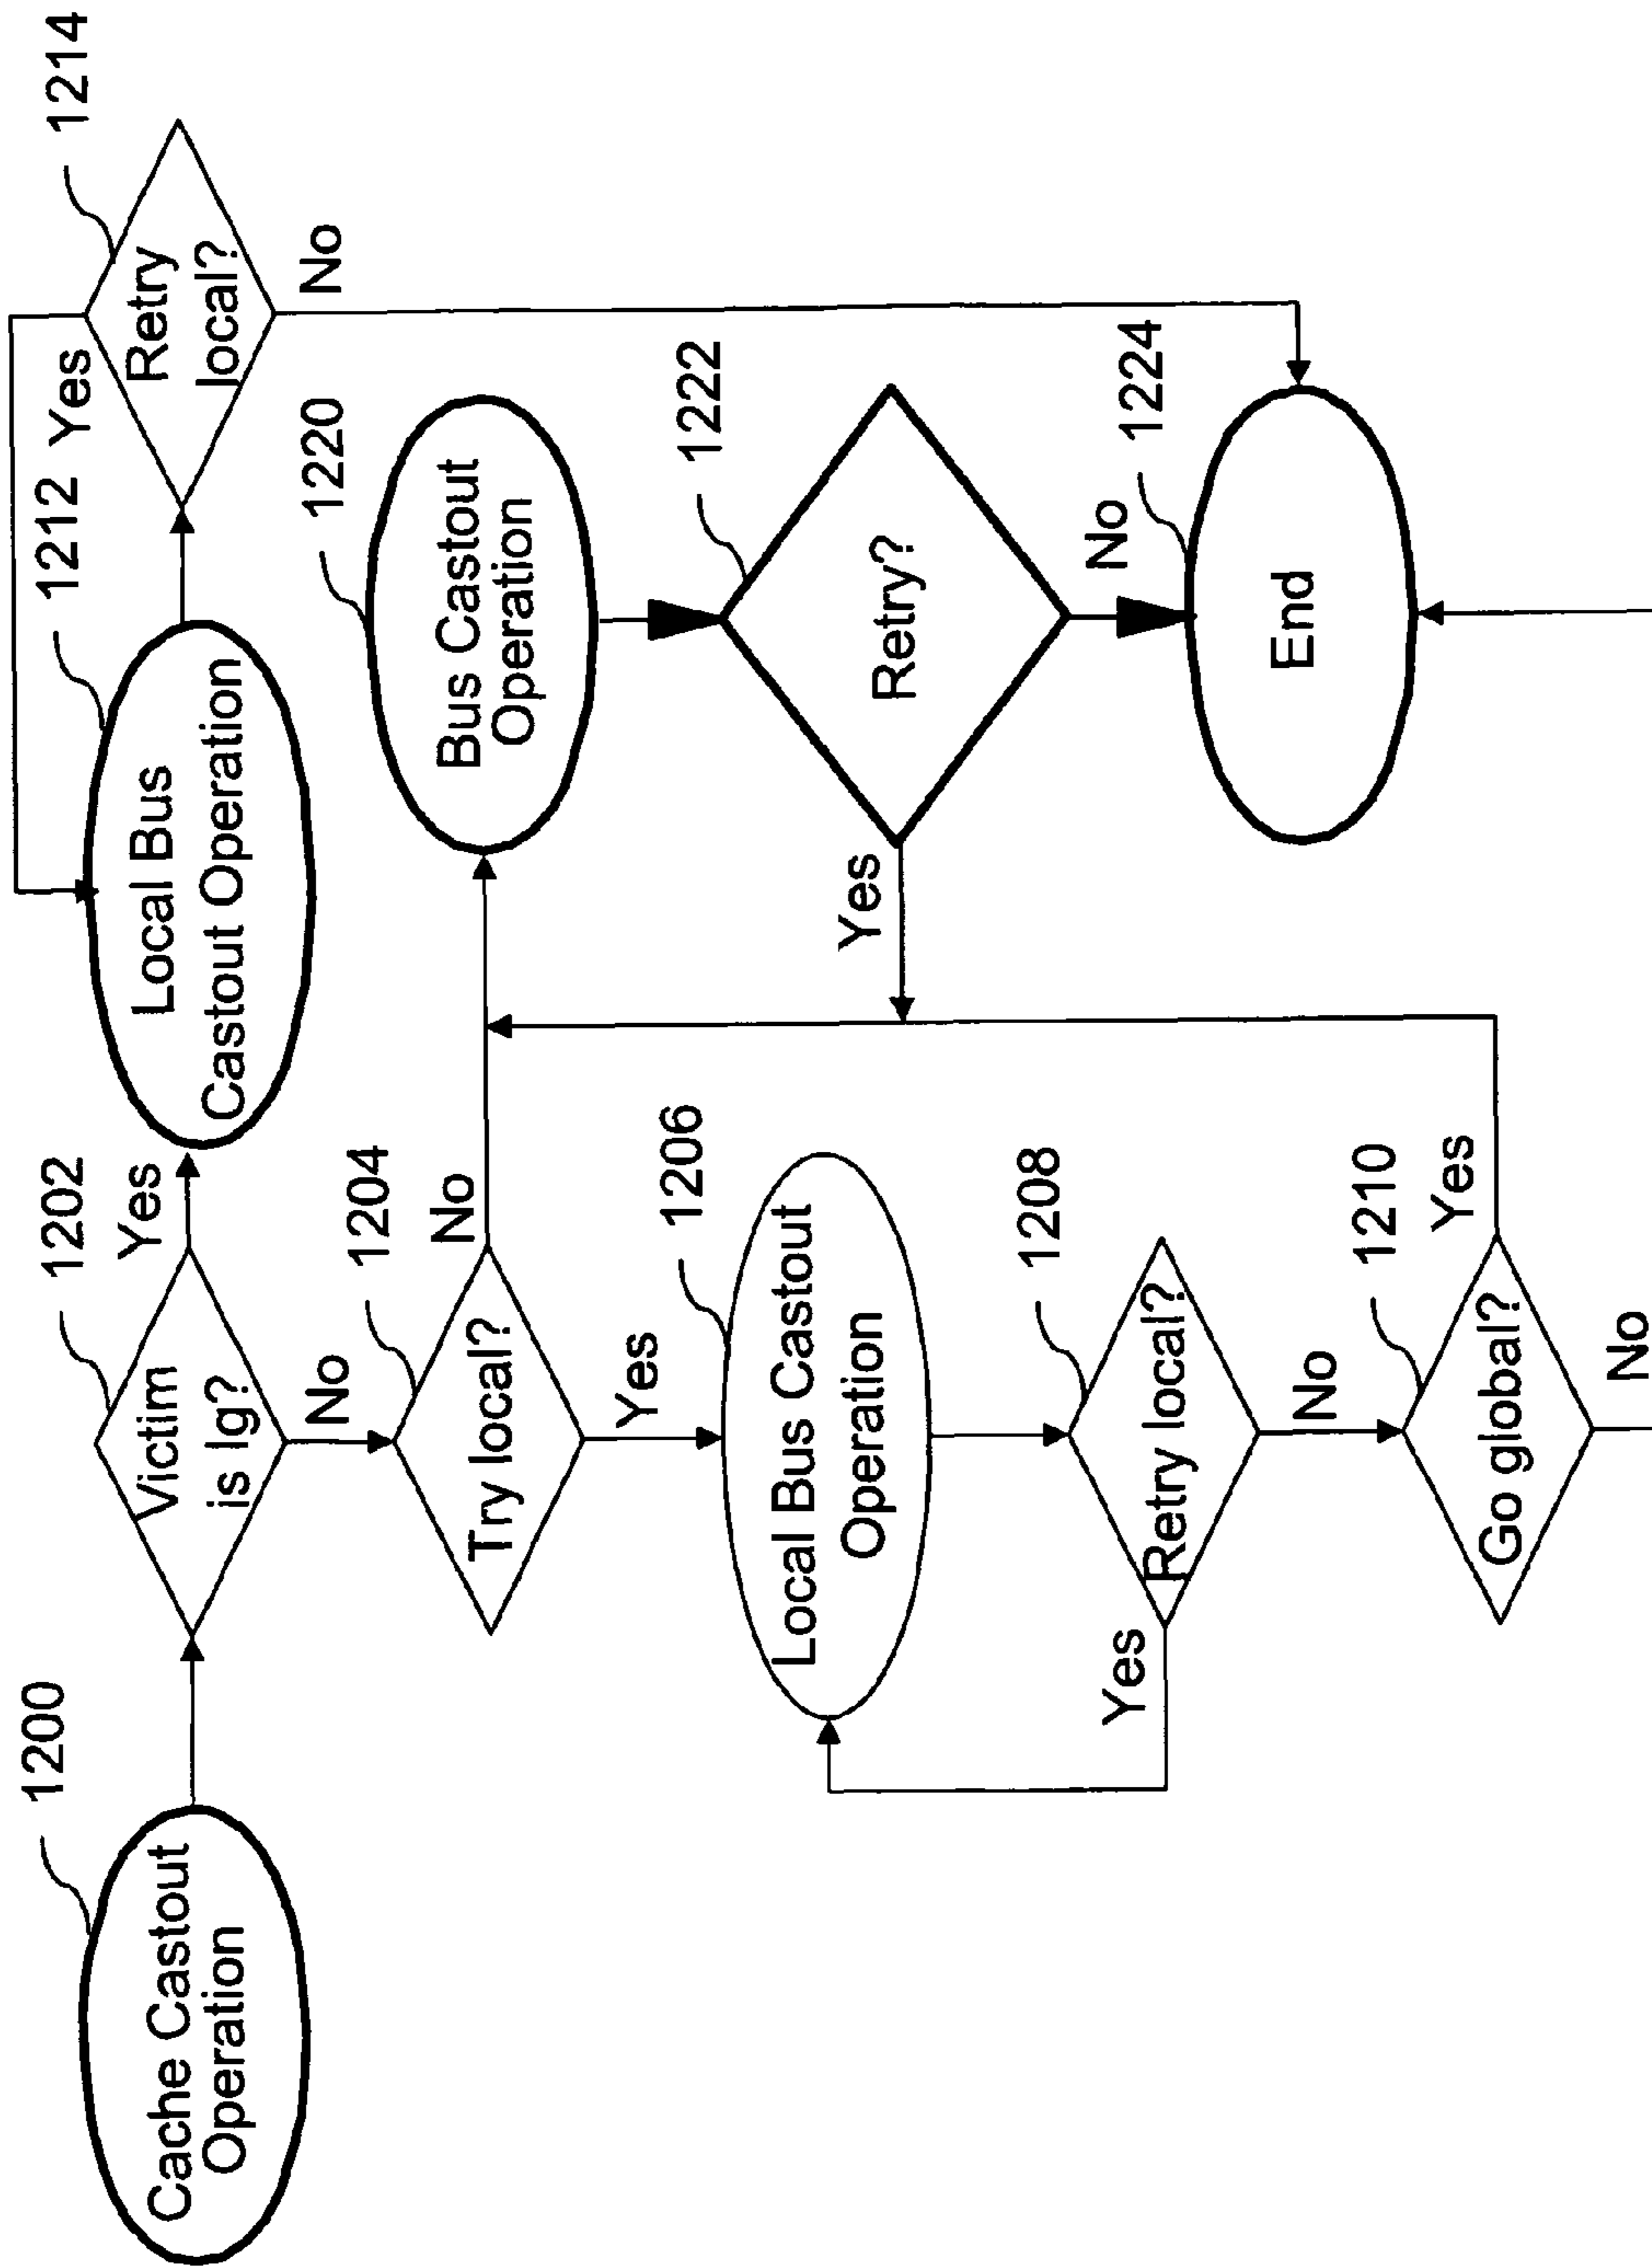 1200
Cache Castout
Operation
1202
Victim
is Ig?
Yes
No
1212
Local Bus
Castout Operation
Yes
1214
Retry
local?
No
1204
Try local?
No
Yes
1220
Bus Castout
Operation
1206
Local Bus Castout
Operation
1222
Retry?
Yes
No
1208
Retry local?
Yes
No
1224
End
1210
Go global?
Yes
No